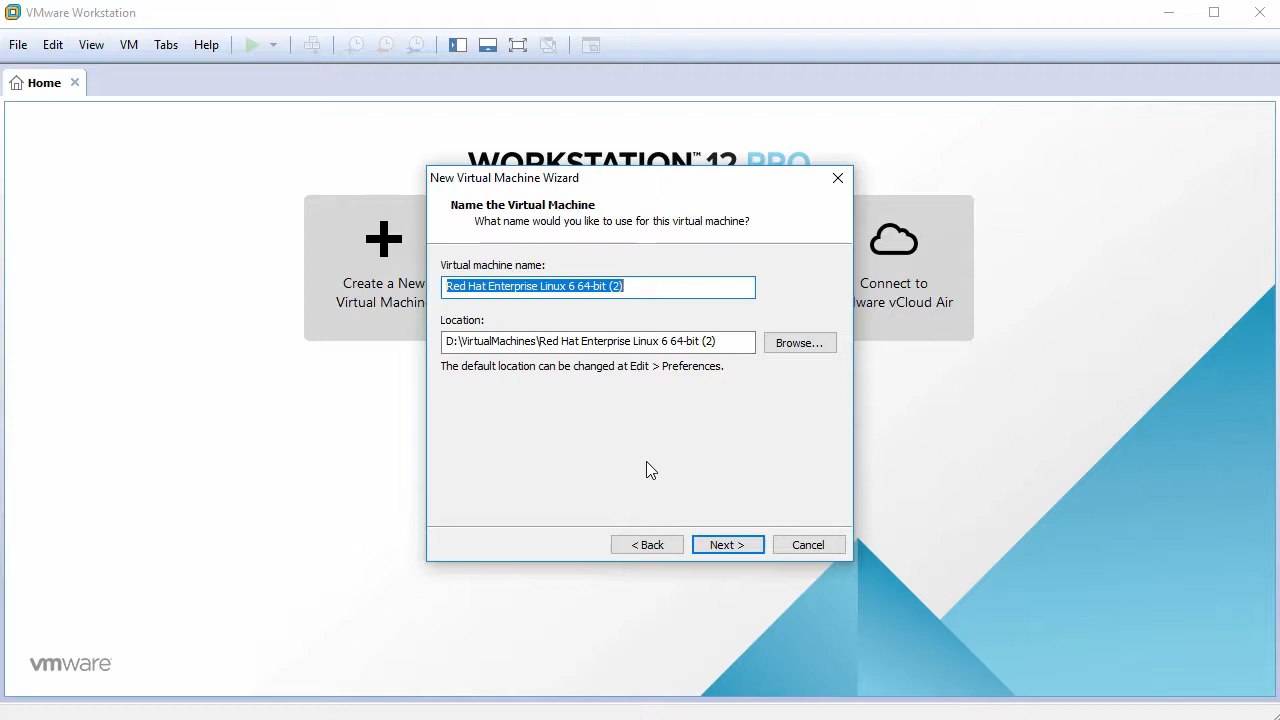 VMware Workstation
File Edit View VM Tabs Help
Home
WORKSTATION™ 12 PRO
New Virtual Machine Wizard
Name the Virtual Machine
What name would you like to use for this virtual machine?
Virtual machine name:
Red Hat Enterprise Linux 6 64-bit (2)
Location:
D:\VirtualMachines\Red Hat Enterprise Linux 6 64-bit (2)
Browse...
The default location can be changed at Edit > Preferences.
< Back Next > Cancel
Create a New
Virtual Machin
Connect to
ware vCloud Air
vmware